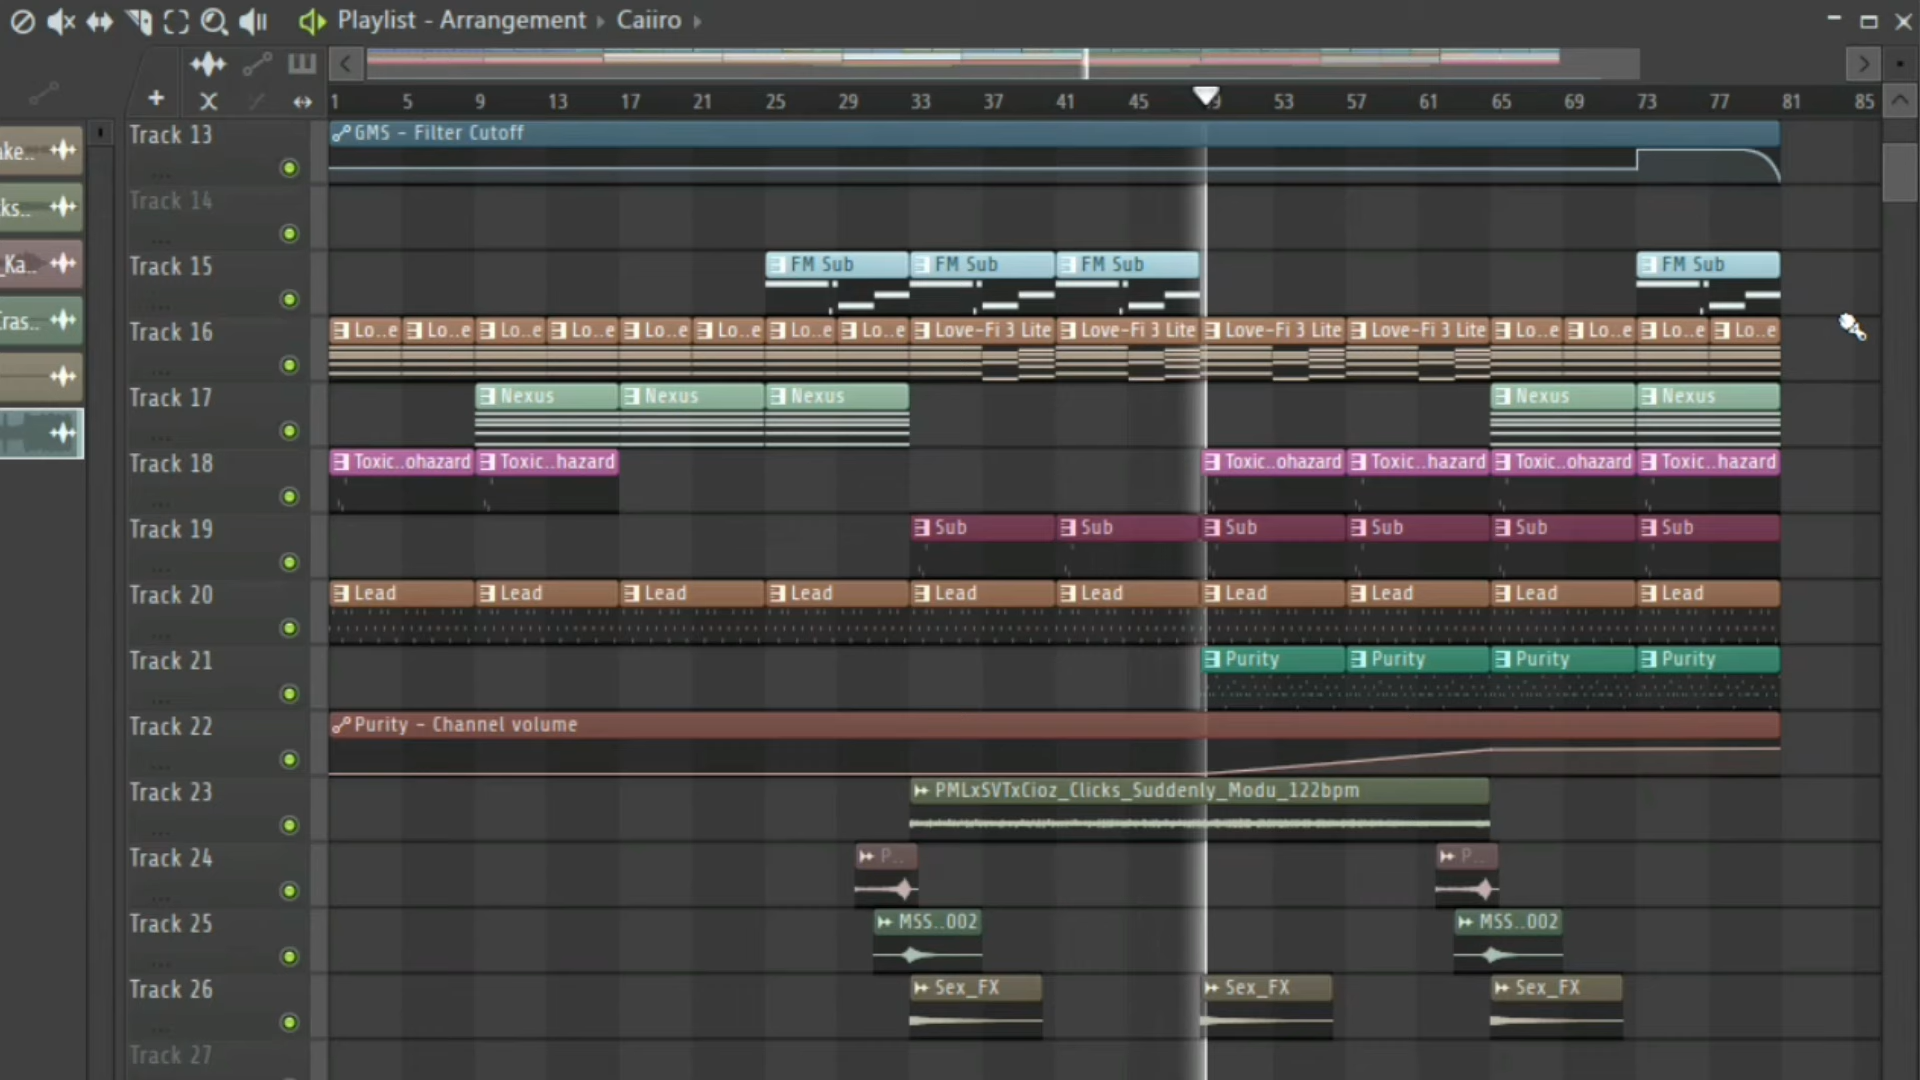 Playlist - Arrangement › Caiiro ›
1 5 9 13 17 21 25 29 33 37 41 45 49 53 57 61 65 69 73 77 81 85
Track 13 GMS - Filter Cutoff
ake..
Track 14
ks..
Track 15 FM Sub FM Sub FM Sub FM Sub
_Ka..
Track 16 Lo..e Lo..e Lo..e Lo..e Lo..e Lo..e Lo..e Lo..e Love-Fi 3 Lite Love-Fi 3 Lite Love-Fi 3 Lite Love-Fi 3 Lite Lo..e Lo..e Lo..e Lo..e
Cras..
Track 17 Nexus Nexus Nexus Nexus Nexus
Track 18 Toxic..ohazard Toxic..hazard Toxic..ohazard Toxic..hazard Toxic..ohazard Toxic..hazard
Track 19 Sub Sub Sub Sub Sub Sub
Track 20 Lead Lead Lead Lead Lead Lead Lead Lead Lead Lead
Track 21 Purity Purity Purity Purity
Track 22 Purity - Channel volume
Track 23 PMLxSVTxCioz_Clicks_Suddenly_Modu_122bpm
Track 24 P.. P..
Track 25 MSS..002 MSS..002
Track 26 Sex_FX Sex_FX Sex_FX
Track 27